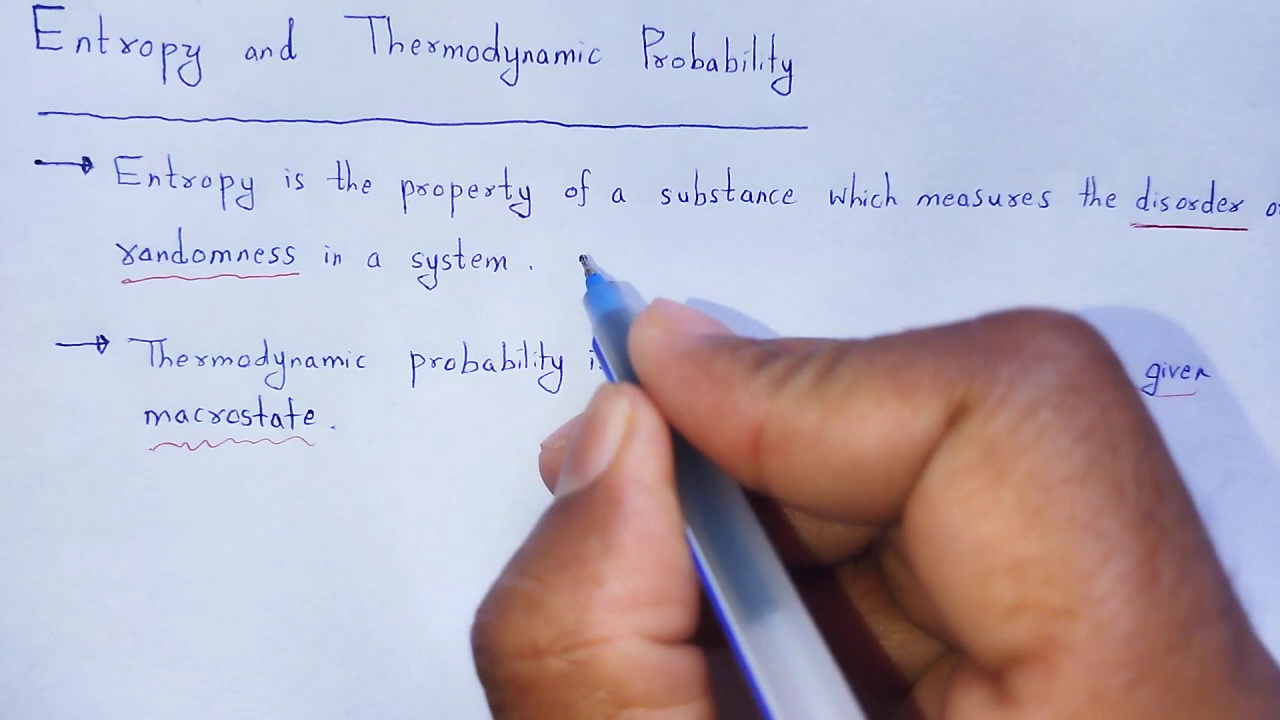 Entropy and Thermodynamic Probability
Entropy is the property of a substance which measures the disorder
randomness in a system.
Thermodynamic probability given
macrostate.